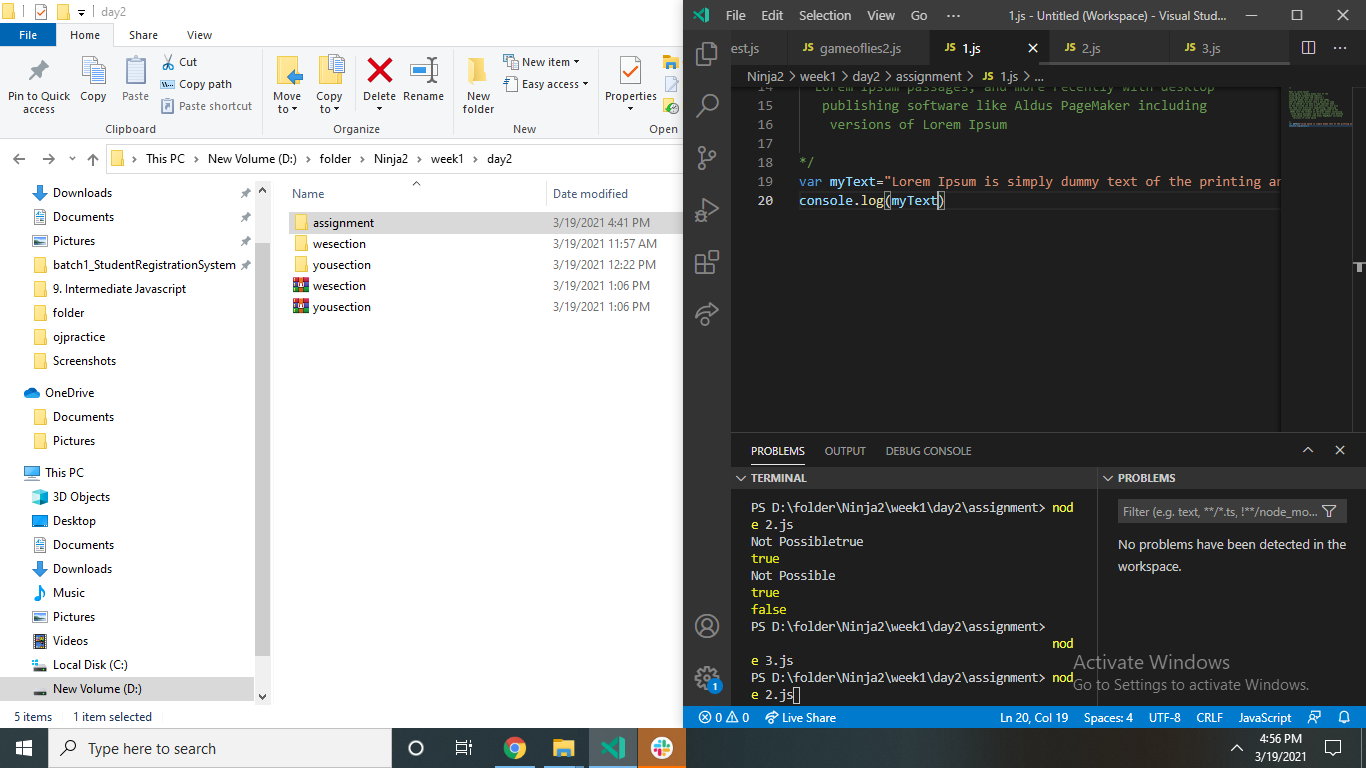 day2
File
Home
Share
View
Pin to Quick access
Copy
Paste
Cut
Copy path
Paste shortcut
Clipboard
Move to
Copy to
Delete
Rename
Organize
New folder
New item
Easy access
New
Properties
Open
This PC
New Volume (D:)
folder
Ninja2
week1
day2
Downloads
Documents
Pictures
batch1_StudentRegistrationSystem
9. Intermediate Javascript
folder
ojpractice
Screenshots
OneDrive
Documents
Pictures
This PC
3D Objects
Desktop
Documents
Downloads
Music
Pictures
Videos
Local Disk (C:)
New Volume (D:)
Name
Date modified
assignment 3/19/2021 4:41 PM
wesection 3/19/2021 11:57 AM
yousection 3/19/2021 12:22 PM
wesection 3/19/2021 1:06 PM
yousection 3/19/2021 1:06 PM
5 items
1 item selected
File Edit Selection View Go ··· 1.js - Untitled (Workspace) - Visual Stud...
est.js
JS gameoflies2.js
JS 1.js
JS 2.js
JS 3.js
Ninja2 > week1 > day2 > assignment > JS 1.js > ...
14 Lorem Ipsum passages, and more recently with desktop
15 publishing software like Aldus PageMaker including
16 versions of Lorem Ipsum
17
18 */
19 var myText="Lorem Ipsum is simply dummy text of the printing an
20 console.log(myText)
PROBLEMS
OUTPUT
DEBUG CONSOLE
TERMINAL
PS D:\folder\Ninja2\week1\day2\assignment> nod
e 2.js
Not Possibletrue
true
Not Possible
true
false
PS D:\folder\Ninja2\week1\day2\assignment>
nod
e 3.js
PS D:\folder\Ninja2\week1\day2\assignment> nod
e 2.js
PROBLEMS
Filter (e.g. text, **/*.ts, !**/node_mo...
No problems have been detected in the
workspace.
Activate Windows
Go to Settings to activate Windows.
1
0 0
Live Share
Ln 20, Col 19
Spaces: 4
UTF-8
CRLF
JavaScript
Type here to search
4:56 PM
3/19/2021